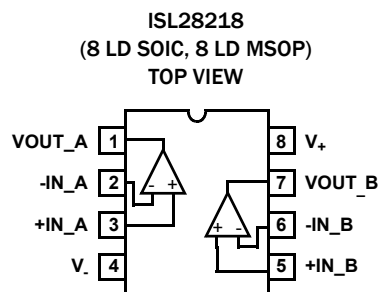 ISL28218
(8 LD SOIC, 8 LD MSOP)
TOP VIEW
VOUT_A 1
-IN_A 2
+IN_A 3
V- 4
8 V+
7 VOUT_B
6 -IN_B
5 +IN_B
- +
+ -